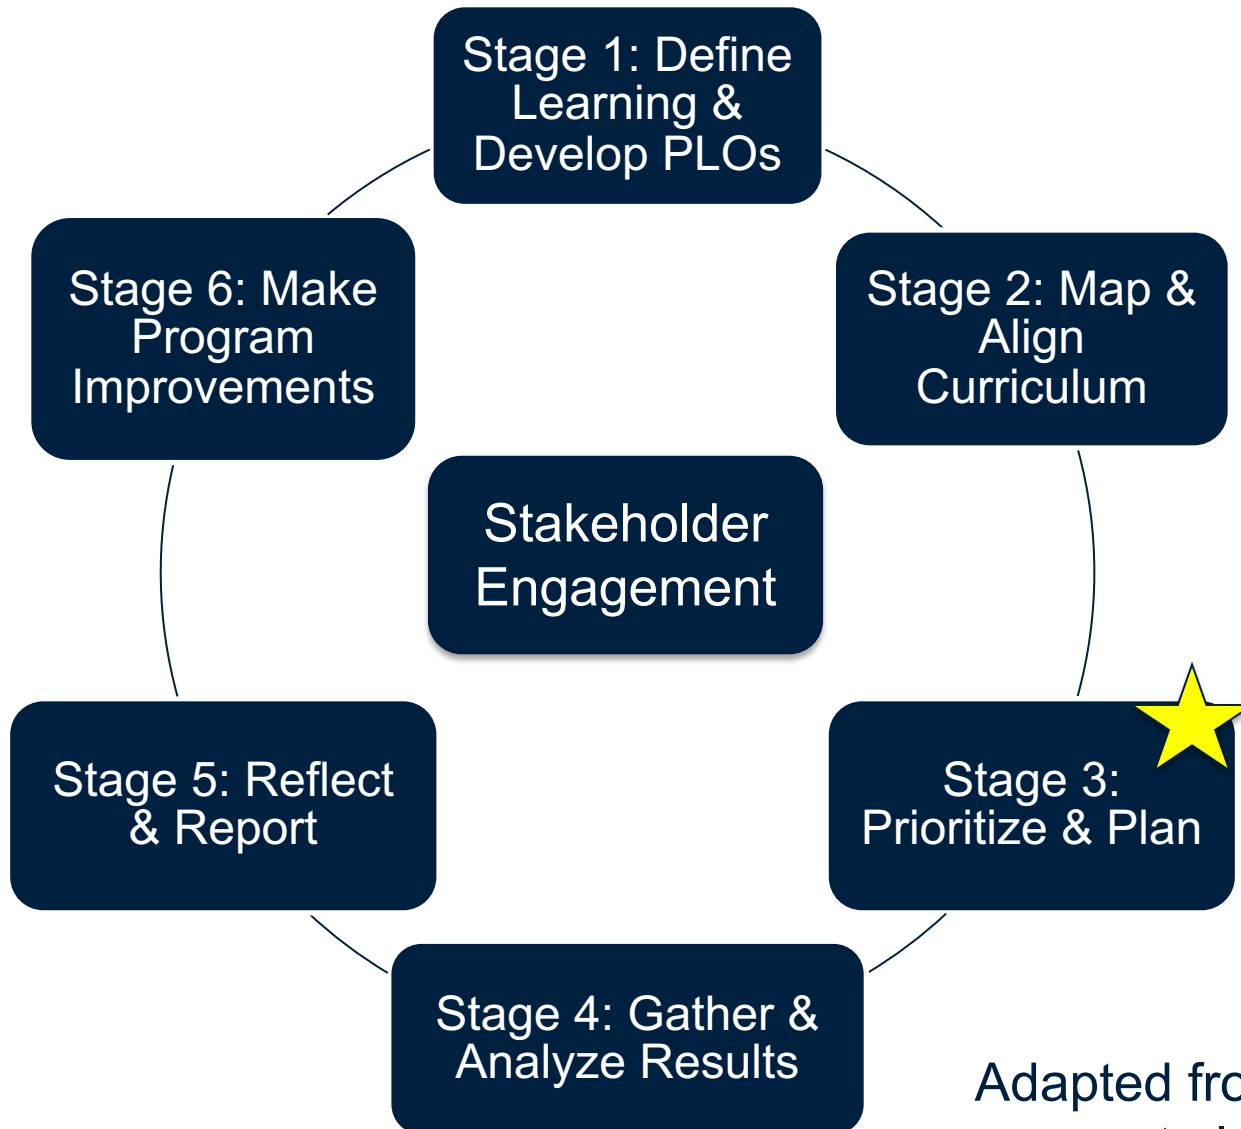 Stage 1: Define
Learning &
Develop PLOs
Stage 2: Map &
Align
Curriculum
Stage 3:
Prioritize & Plan
Stage 4: Gather &
Analyze Results
Stage 5: Reflect
& Report
Stage 6: Make
Program
Improvements
Stakeholder
Engagement
Adapted